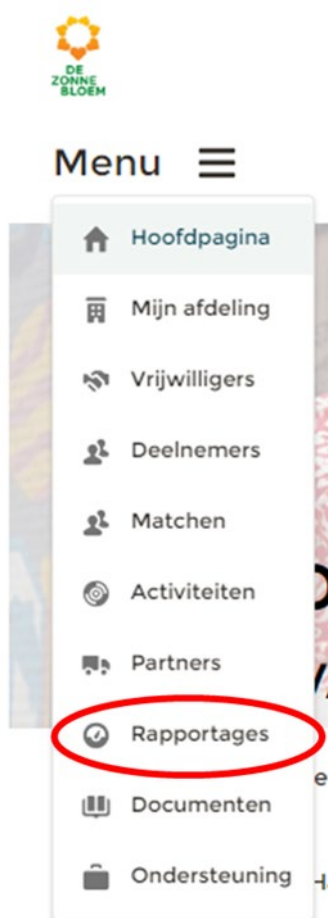 DE
ZONNE
BLOEM
Menu
Hoofdpagina
Mijn afdeling
Vrijwilligers
Deelnemers
Matchen
Activiteiten
Partners
Rapportages
Documenten
Ondersteuning